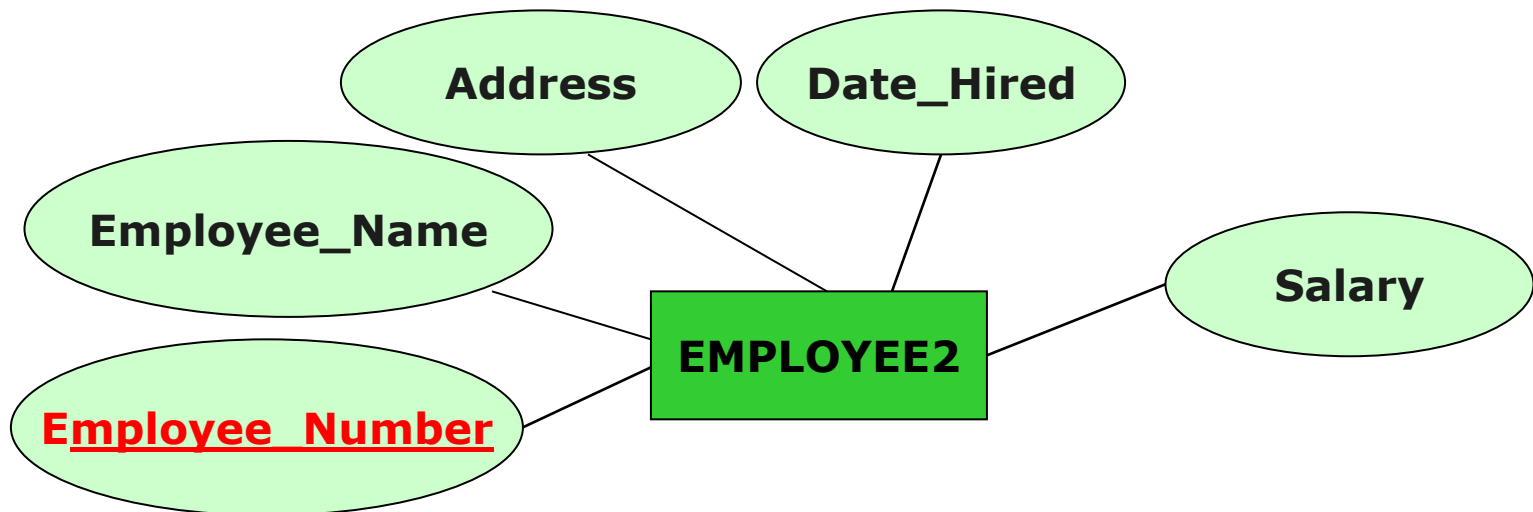 Address
Date_Hired
Employee_Name
Salary
EMPLOYEE2
Employee_Number